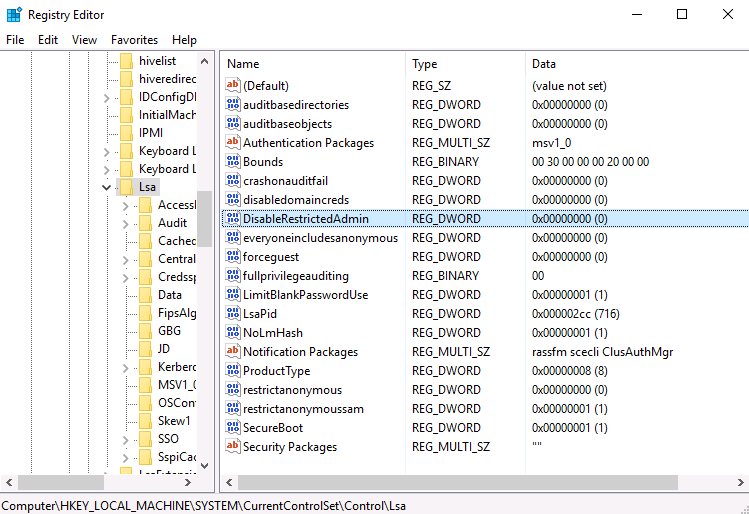 Registry Editor
File Edit View Favorites Help
hivelist
hiveredirec
IDConfigDI
InitialMach
IPMI
Keyboard L
Keyboard L
Lsa
Accessl
Audit
Cached
Central
Credssp
Data
FipsAlg
GBG
JD
Kerberc
MSV1_0
OSConf
Skew1
SSO
SspiCac
LsaExtensio
Name Type Data
(Default) REG_SZ (value not set)
auditbasedirectories REG_DWORD 0x00000000 (0)
auditbaseobjects REG_DWORD 0x00000000 (0)
Authentication Packages REG_MULTI_SZ msv1_0
Bounds REG_BINARY 00 30 00 00 00 20 00 00
crashonauditfail REG_DWORD 0x00000000 (0)
disabledomaincreds REG_DWORD 0x00000000 (0)
DisableRestrictedAdmin REG_DWORD 0x00000000 (0)
everyoneincludesanonymous REG_DWORD 0x00000000 (0)
forceguest REG_DWORD 0x00000000 (0)
fullprivilegeauditing REG_BINARY 00
LimitBlankPasswordUse REG_DWORD 0x00000001 (1)
LsaPid REG_DWORD 0x000002cc (716)
NoLmHash REG_DWORD 0x00000001 (1)
Notification Packages REG_MULTI_SZ rassfm scecli ClusAuthMgr
ProductType REG_DWORD 0x00000008 (8)
restrictanonymous REG_DWORD 0x00000000 (0)
restrictanonymoussam REG_DWORD 0x00000001 (1)
SecureBoot REG_DWORD 0x00000001 (1)
Security Packages REG_MULTI_SZ ""
Computer\HKEY_LOCAL_MACHINE\SYSTEM\CurrentControlSet\Control\Lsa